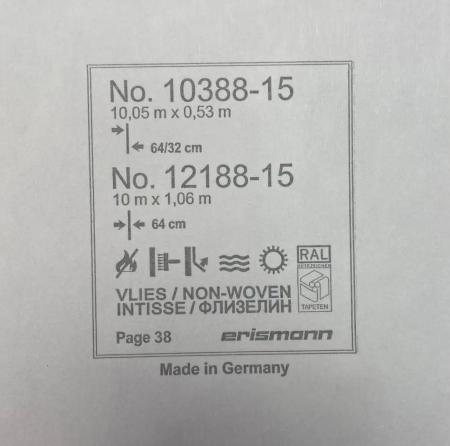 No. 10388-15
10,05 m x 0,53 m
64/32 cm
No. 12188-15
10 m x 1,06 m
64 cm
RAL
GÜTEZEICHEN
TAPETEN
VLIES / NON-WOVEN
INTISSE / ФЛИЗЕЛИН
Page 38 erismann
Made in Germany